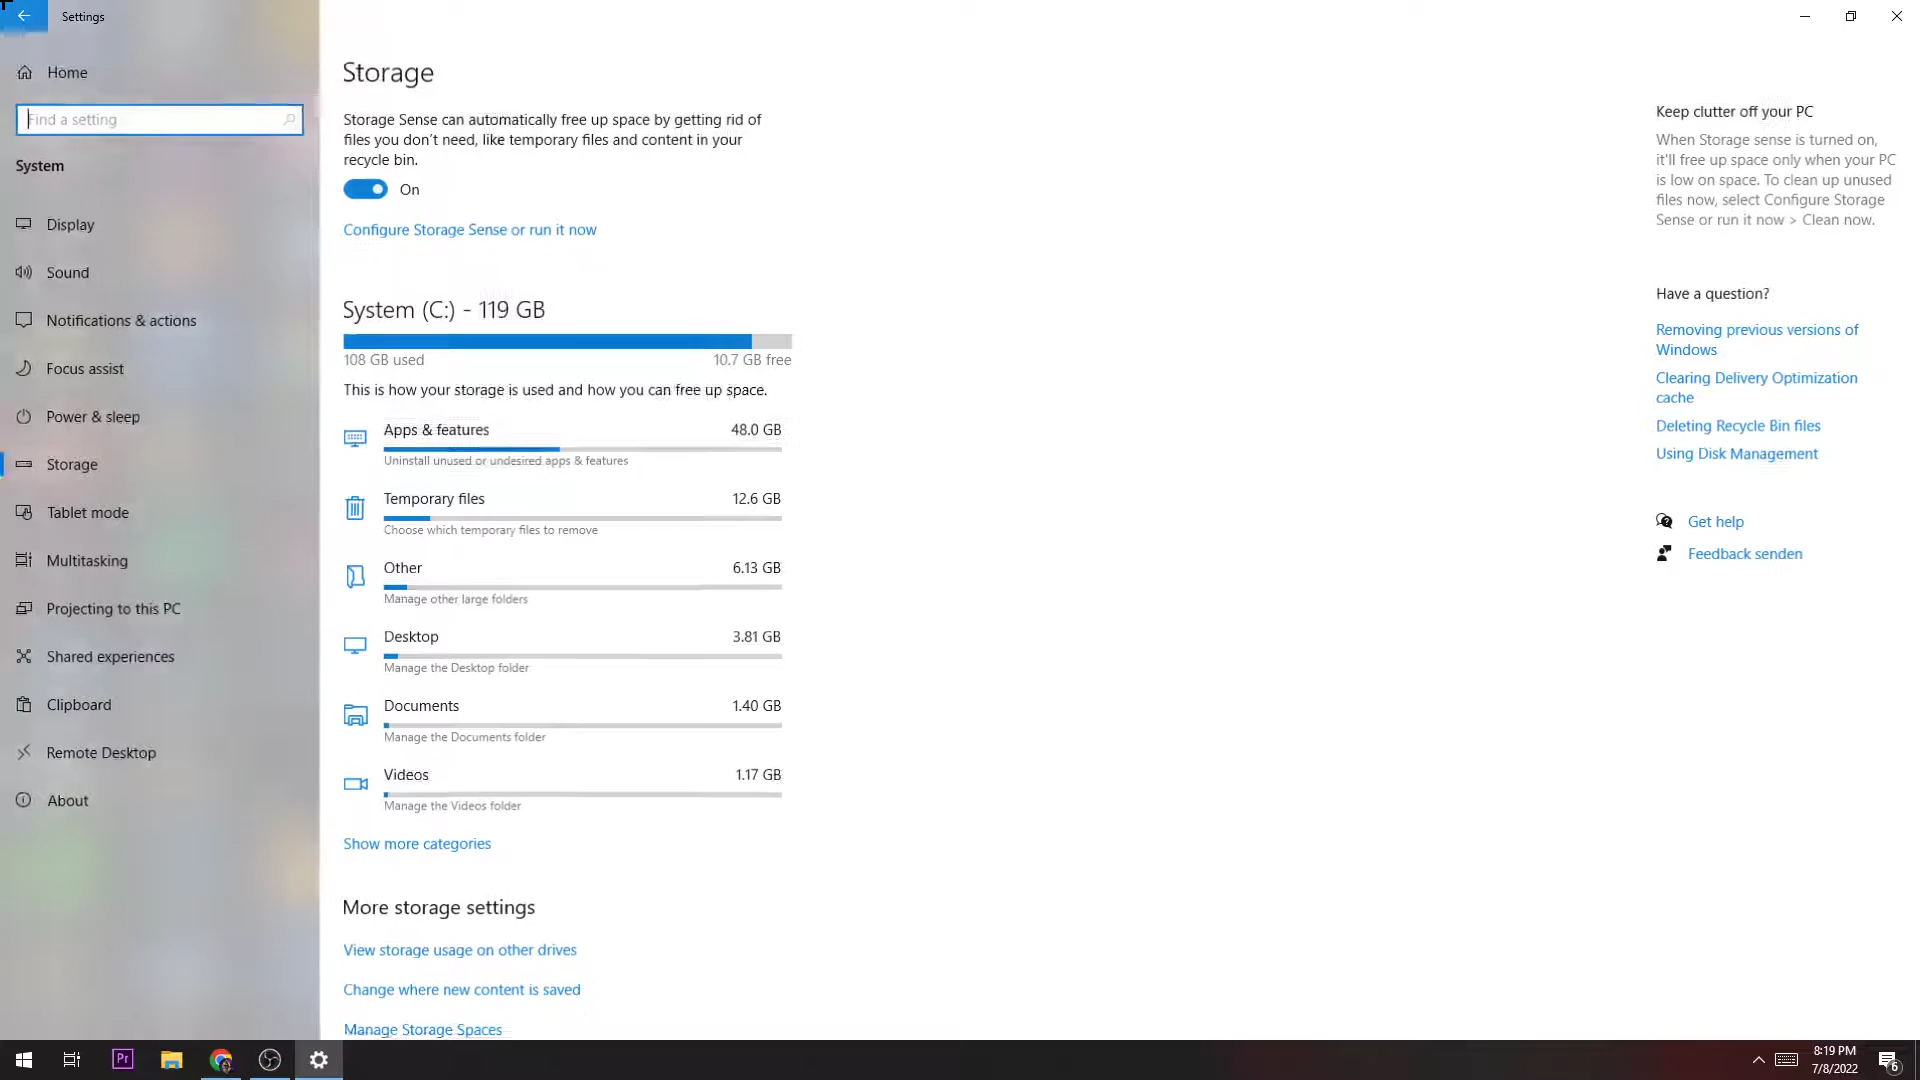 Settings
Home
Find a setting
System
Display
Sound
Notifications & actions
Focus assist
Power & sleep
Storage
Tablet mode
Multitasking
Projecting to this PC
Shared experiences
Clipboard
Remote Desktop
About
Storage
Storage Sense can automatically free up space by getting rid of
files you don't need, like temporary files and content in your
recycle bin.
On
Configure Storage Sense or run it now
System (C:) - 119 GB
108 GB used 10.7 GB free
This is how your storage is used and how you can free up space.
Apps & features 48.0 GB
Uninstall unused or undesired apps & features
Temporary files 12.6 GB
Choose which temporary files to remove
Other 6.13 GB
Manage other large folders
Desktop 3.81 GB
Manage the Desktop folder
Documents 1.40 GB
Manage the Documents folder
Videos 1.17 GB
Manage the Videos folder
Show more categories
More storage settings
View storage usage on other drives
Change where new content is saved
Manage Storage Spaces
Keep clutter off your PC
When Storage sense is turned on,
it'll free up space only when your PC
is low on space. To clean up unused
files now, select Configure Storage
Sense or run it now > Clean now.
Have a question?
Removing previous versions of
Windows
Clearing Delivery Optimization
cache
Deleting Recycle Bin files
Using Disk Management
Get help
Feedback senden
Pr
8:19 PM
7/8/2022
6